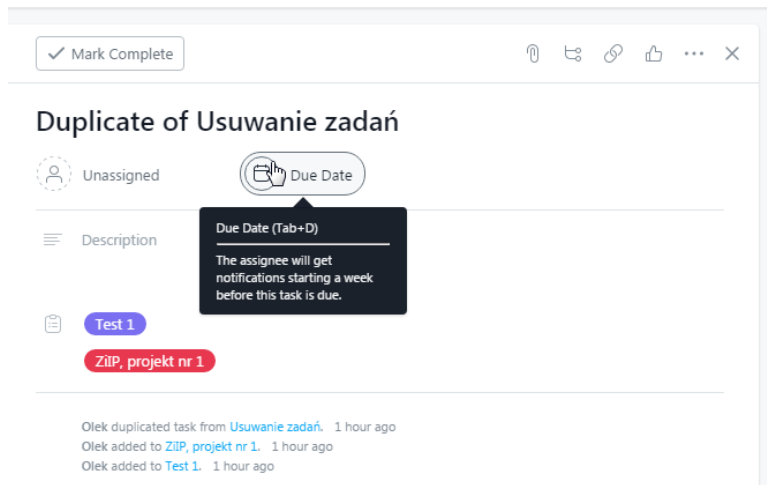 Mark Complete
Duplicate of Usuwanie zadań
Unassigned
Due Date
Due Date (Tab+D)
The assignee will get
notifications starting a week
before this task is due.
Description
Test 1
ZiIP, projekt nr 1
Olek duplicated task from Usuwanie zadań. 1 hour ago
Olek added to ZiIP, projekt nr 1. 1 hour ago
Olek added to Test 1. 1 hour ago